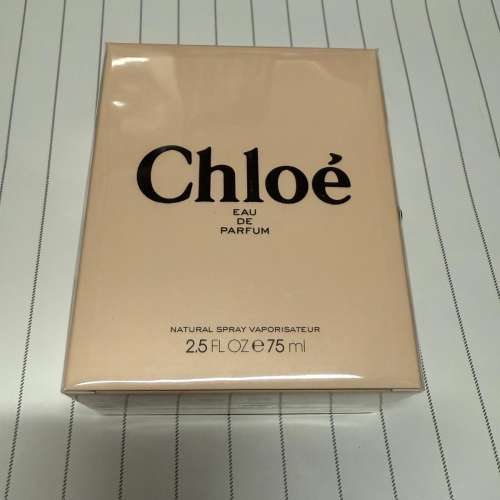 Chloé
EAU
DE
PARFUM
NATURAL SPRAY VAPORISATEUR
2.5 FL OZ ℮ 75 ml